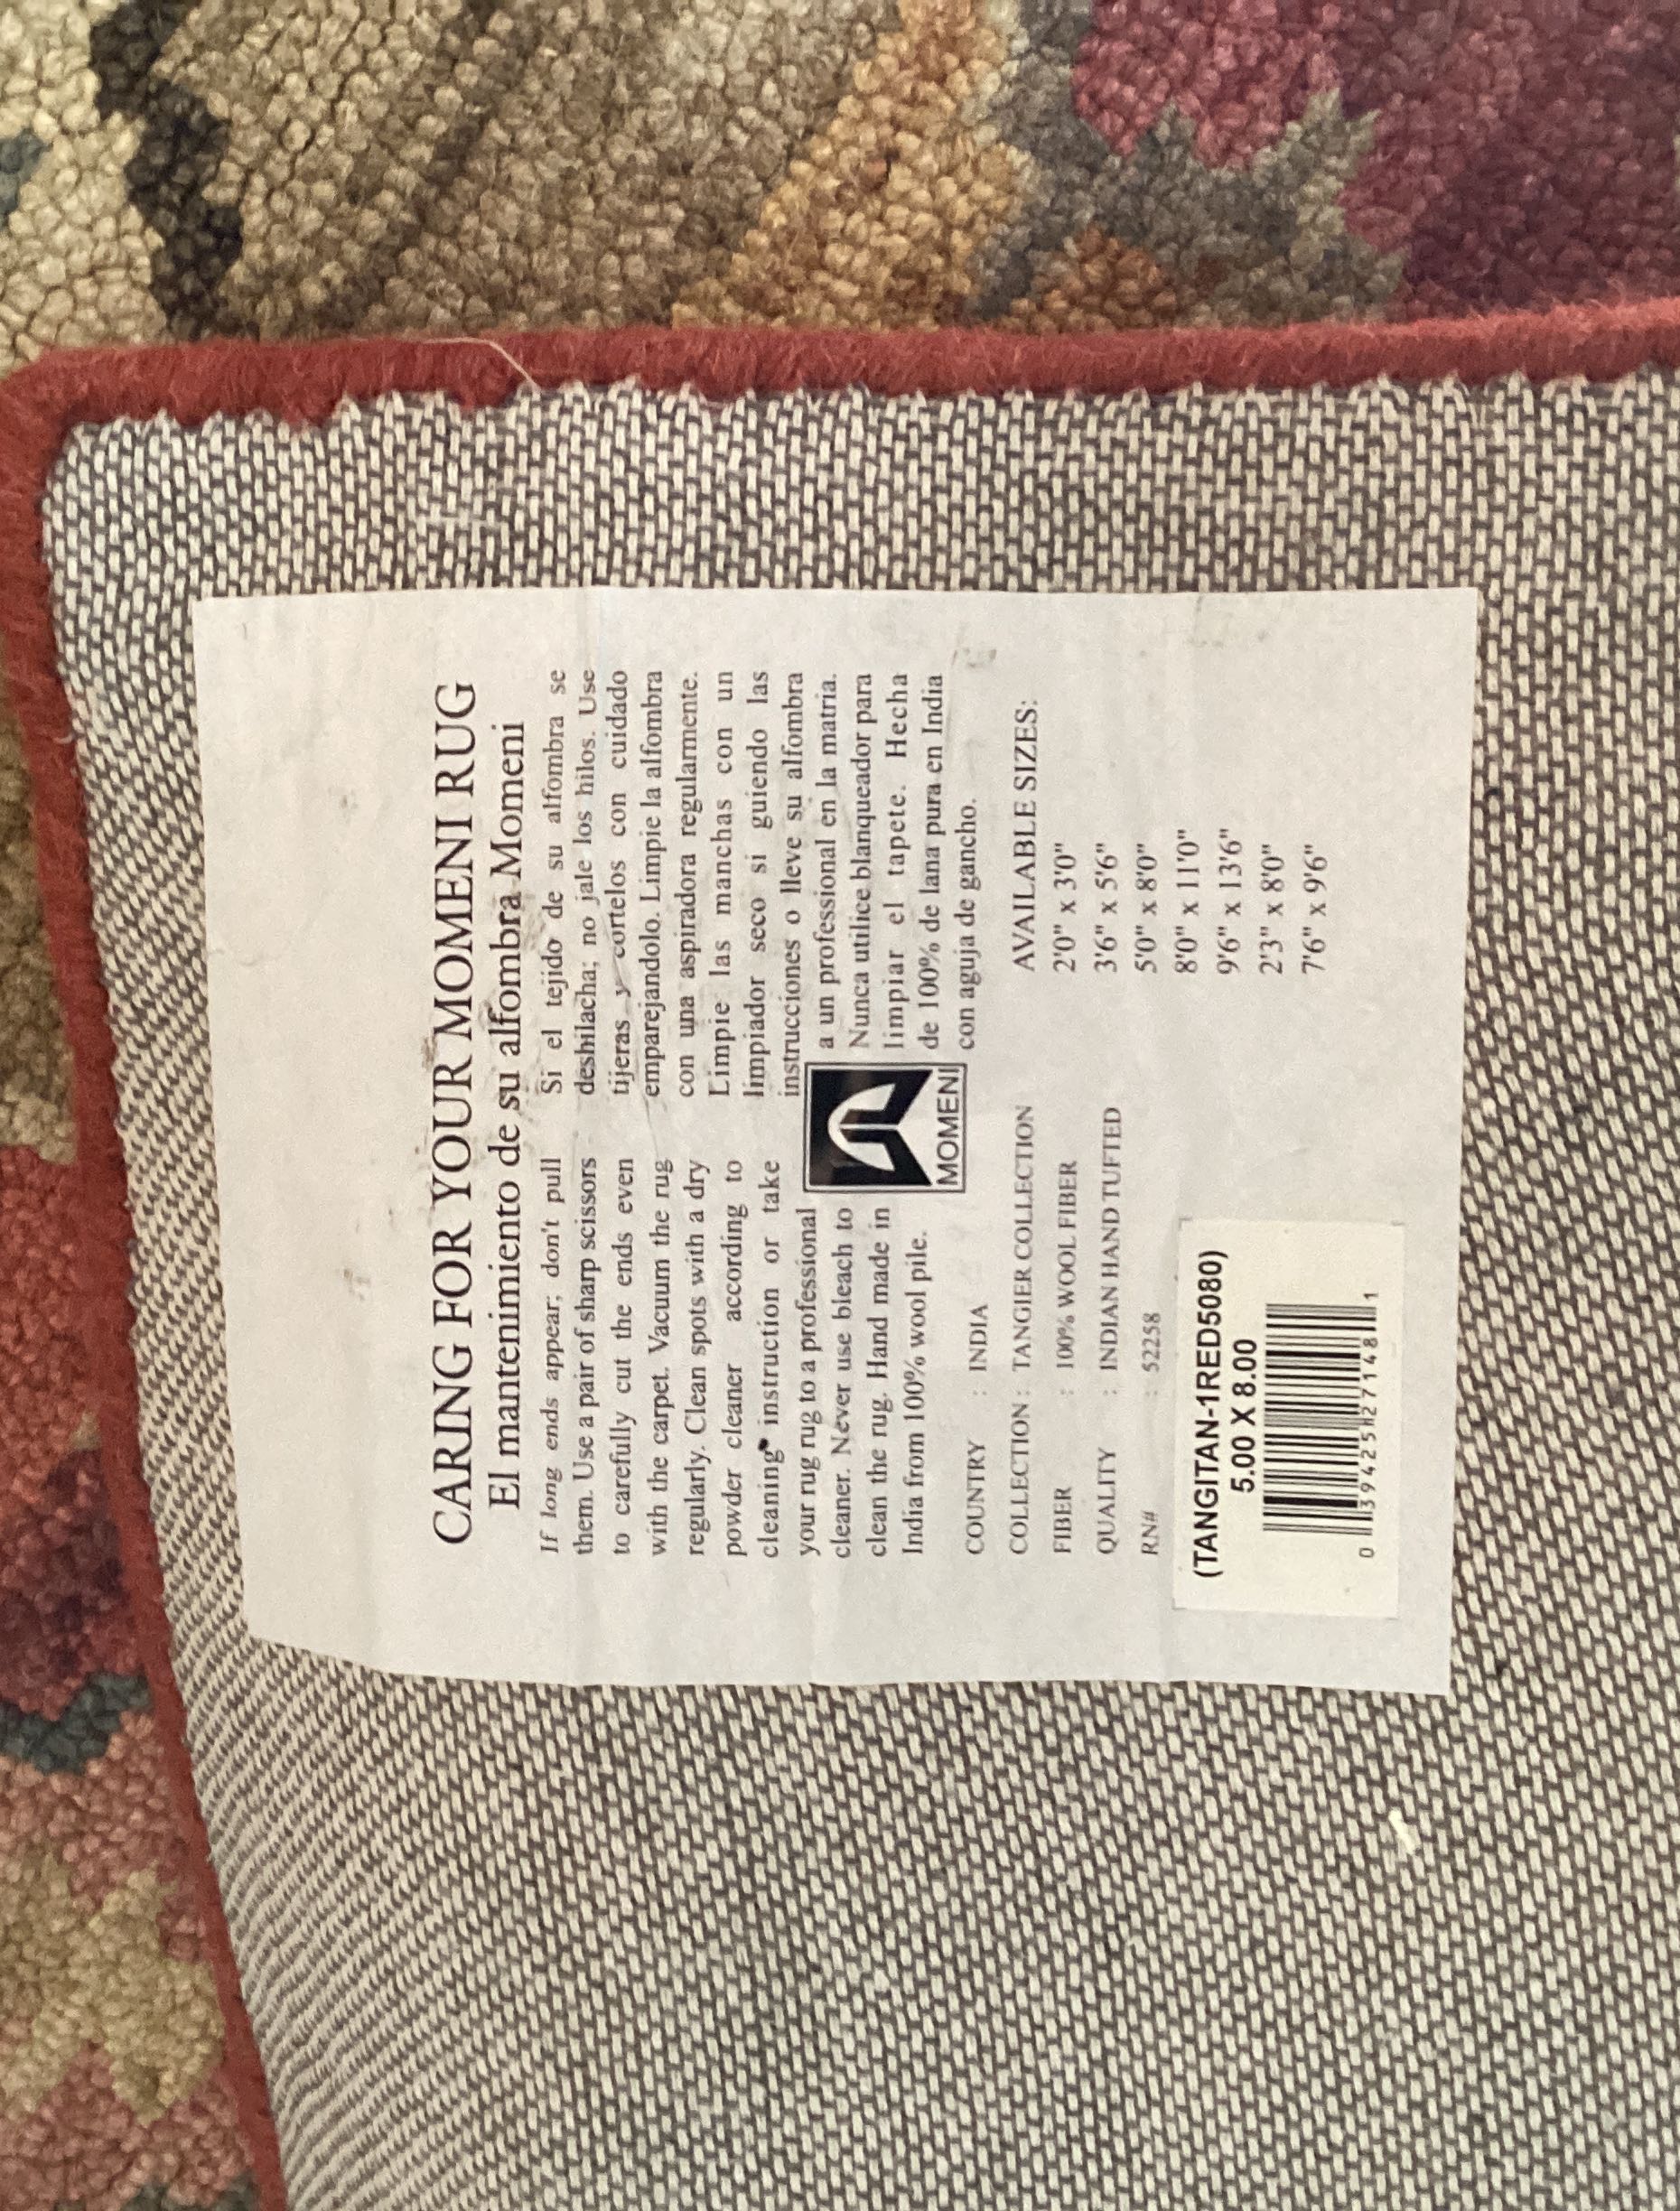 CARING FOR YOUR MOMENI RUG
El mantenimiento de su alfombra Momeni
If long ends appear; don't pull
them. Use a pair of sharp scissors
to carefully cut the ends even
with the carpet. Vacuum the rug
regularly. Clean spots with a dry
powder cleaner according to
cleaning instruction or take
your rug rug to a professional
cleaner. Never use bleach to
clean the rug. Hand made in
India from 100% wool pile.
Si el tejido de su alfombra se
deshilacha; no jale los hilos. Use
tijeras y cortelos con cuidado
emparejandolo. Limpie la alfombra
con una aspiradora regularmente.
Limpie las manchas con un
limpiador seco si guiendo las
instrucciones o lleve su alfombra
a un professional en la matria.
Nunca utilice blanqueador para
limpiar el tapete. Hecha
de 100% de lana pura en India
con aguja de gancho.
MOMENI
COUNTRY : INDIA
COLLECTION : TANGIER COLLECTION
FIBER : 100% WOOL FIBER
QUALITY : INDIAN HAND TUFTED
RN# : 52258
AVAILABLE SIZES:
2'0" x 3'0"
3'6" x 5'6"
5'0" x 8'0"
8'0" x 11'0"
9'6" x 13'6"
2'3" x 8'0"
7'6" x 9'6"
(TANGITAN-1RED5080)
5.00 X 8.00
0 39425 27148 1